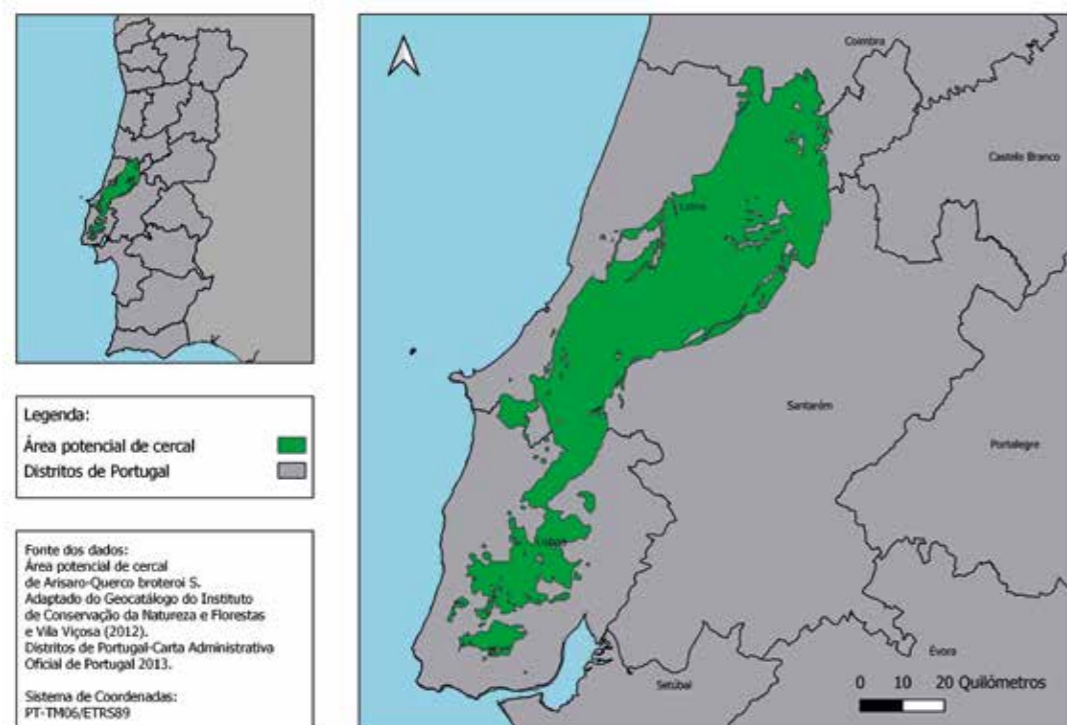 Legenda:
Área potencial de cercal
Distritos de Portugal
Fonte dos dados:
Área potencial de cercal
de Arisaro-Querco broteroi S.
Adaptado do Geocatálogo do Instituto
de Conservação da Natureza e Florestas
e Vila Viçosa (2012).
Distritos de Portugal-Carta Administrativa
Oficial de Portugal 2013.
Sistema de Coordenadas:
PT-TM06/ETRS89
Coimbra
Castelo Branco
Leiria
Santarém
Portalegre
Lisboa
Évora
Setúbal
0 10 20 Quilómetros